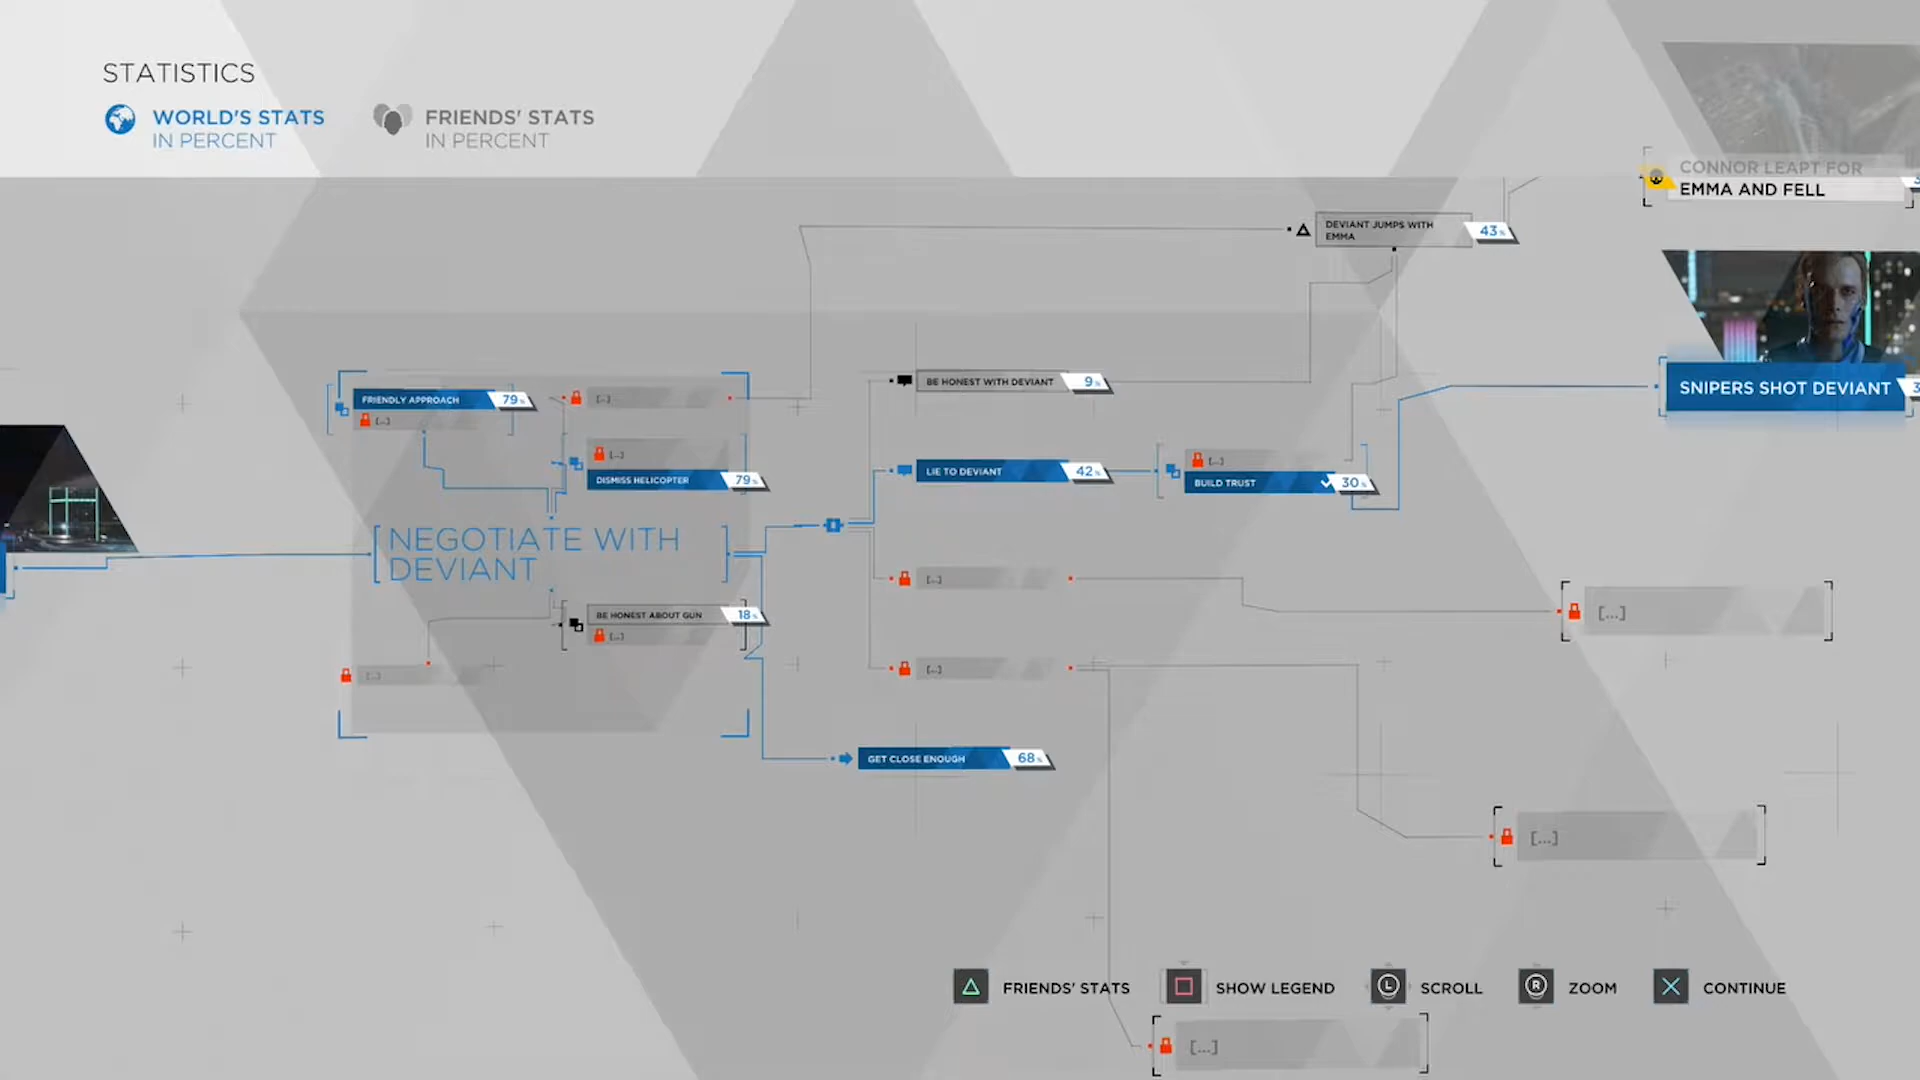 STATISTICS
WORLD'S STATS
IN PERCENT
FRIENDS' STATS
IN PERCENT
CONNOR LEAPT FOR
EMMA AND FELL
DEVIANT JUMPS WITH
EMMA
43%
SNIPERS SHOT DEVIANT
FRIENDLY APPROACH 79%
[...]
[...]
BE HONEST WITH DEVIANT 9%
[...]
DISMISS HELICOPTER 79%
LIE TO DEVIANT 42%
[...]
BUILD TRUST 30%
NEGOTIATE WITH
DEVIANT
[...]
[...]
BE HONEST ABOUT GUN 18%
[...]
[...]
[...]
GET CLOSE ENOUGH 68%
[...]
FRIENDS' STATS
SHOW LEGEND
L SCROLL
R ZOOM
CONTINUE
[...]